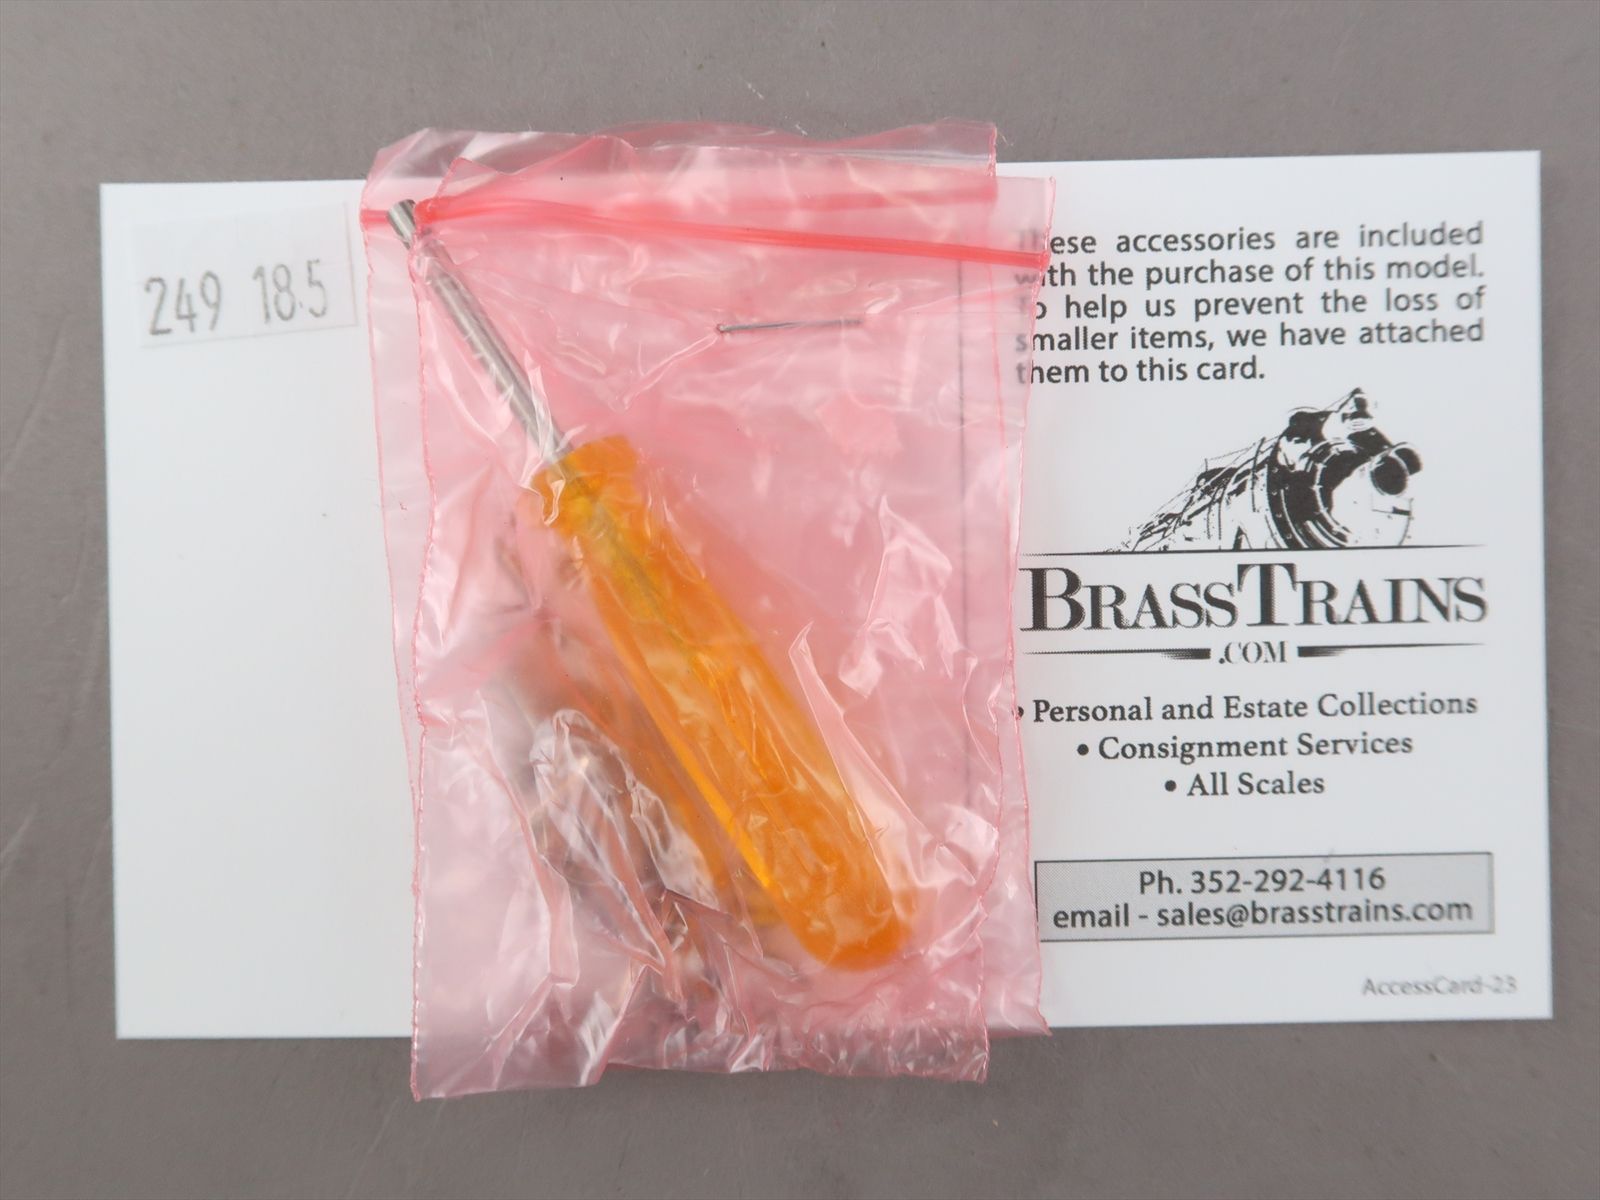 249 18.5
These accessories are included
with the purchase of this model.
To help us prevent the loss of
smaller items, we have attached
them to this card.
BRASSTRAINS
.COM
• Personal and Estate Collections
• Consignment Services
• All Scales
Ph. 352-292-4116
email - sales@brasstrains.com
AccessCard-23